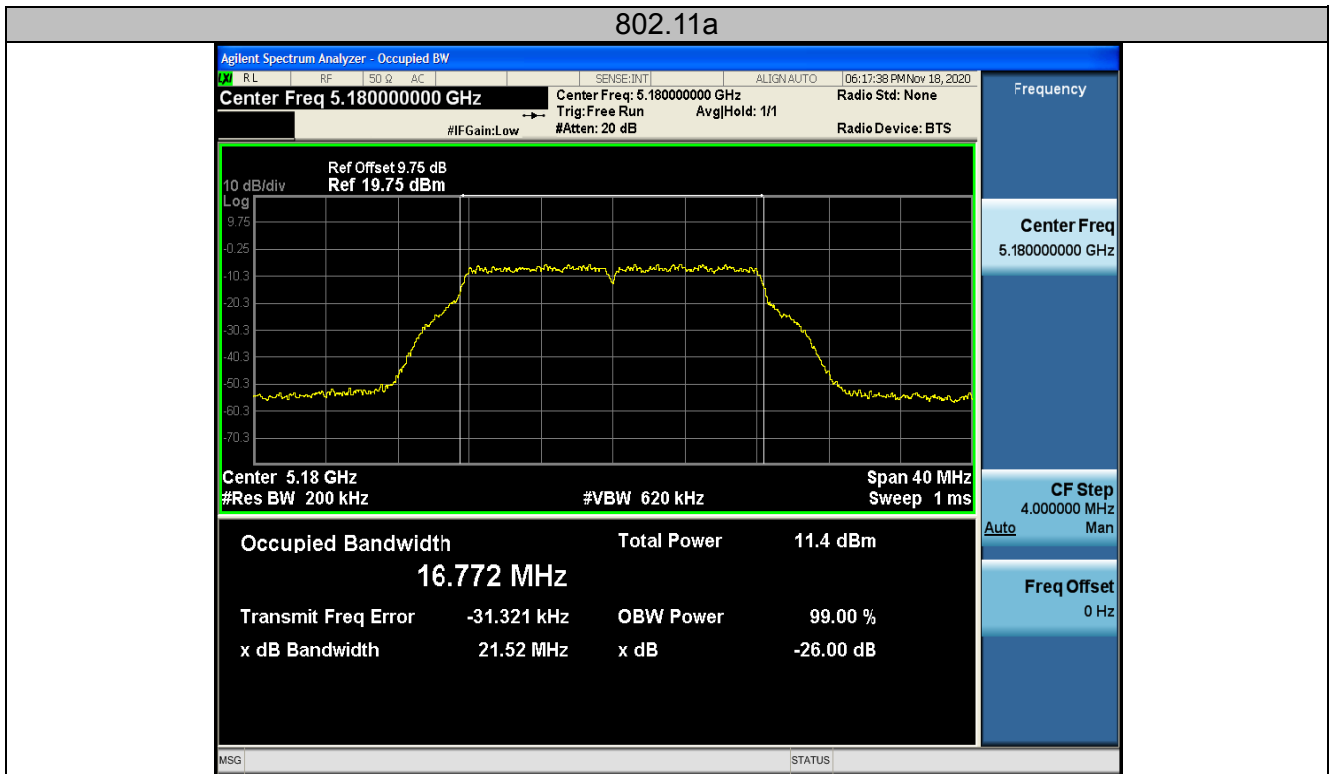 802.11a
Agilent Spectrum Analyzer - Occupied BW
LXI RL RF 50 Ω AC SENSE:INT ALIGN AUTO 06:17:38 PM Nov 18, 2020
Center Freq 5.180000000 GHz
Center Freq: 5.180000000 GHz
Radio Std: None
Trig: Free Run Avg|Hold: 1/1
#IFGain:Low #Atten: 20 dB Radio Device: BTS
Ref Offset 9.75 dB
10 dB/div Ref 19.75 dBm
Log
9.75
-0.25
-10.3
-20.3
-30.3
-40.3
-50.3
-60.3
-70.3
Center 5.18 GHz Span 40 MHz
#Res BW 200 kHz #VBW 620 kHz Sweep 1 ms
Occupied Bandwidth Total Power 11.4 dBm
16.772 MHz
Transmit Freq Error -31.321 kHz OBW Power 99.00 %
x dB Bandwidth 21.52 MHz x dB -26.00 dB
Frequency
Center Freq
5.180000000 GHz
CF Step
4.000000 MHz
Auto Man
Freq Offset
0 Hz
MSG STATUS